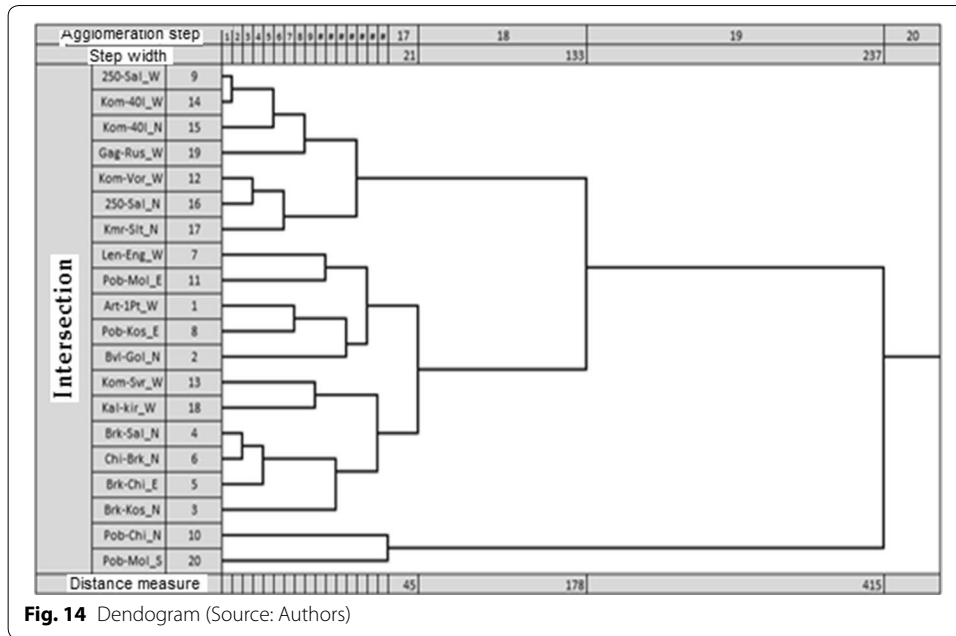 Agglomeration step 1 2 3 4 5 6 7 8 9 # # # # # # # 17 18 19 20
Step width 21 133 237
Intersection
250-Sal_W 9
Kom-40l_W 14
Kom-40l_N 15
Gag-Rus_W 19
Kom-Vor_W 12
250-Sal_N 16
Kmr-Slt_N 17
Len-Eng_W 7
Pob-Mol_E 11
Art-1Pt_W 1
Pob-Kos_E 8
Bvl-Gol_N 2
Kom-Svr_W 13
Kal-kir_W 18
Brk-Sal_N 4
Chi-Brk_N 6
Brk-Chi_E 5
Brk-Kos_N 3
Pob-Chi_N 10
Pob-Mol_S 20
Distance measure 45 178 415
Fig. 14 Dendogram (Source: Authors)